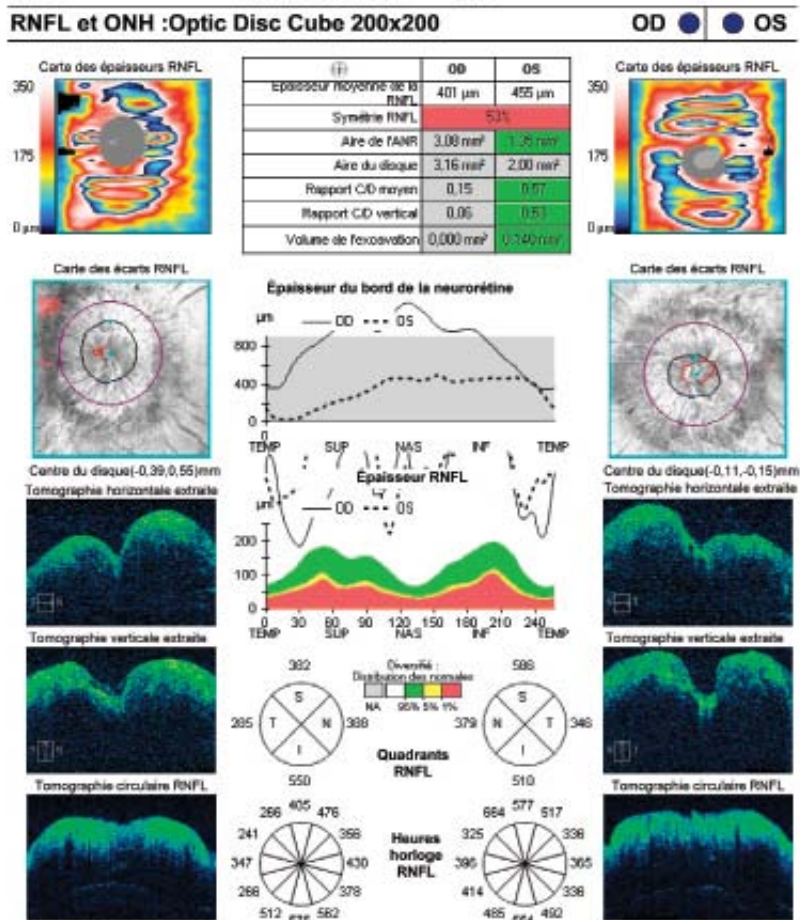 RNFL et ONH :Optic Disc Cube 200x200 OD OS
Carte des épaisseurs RNFL
350
175
0 µm
OD OS
Epaisseur moyenne de la RNFL 401 µm 455 µm
Symétrie RNFL 53%
Aire de l'ANR 3,08 mm² 1,35 mm²
Aire du disque 3,16 mm² 2,00 mm²
Rapport C/D moyen 0,15 0,57
Rapport C/D vertical 0,06 0,53
Volume de l'excavation 0,000 mm³ 0,140 mm³
Carte des épaisseurs RNFL
350
175
0 µm
Carte des écarts RNFL
Centre du disque(-0,39,0,55)mm
Épaisseur du bord de la neurorétine
µm OD OS
800
400
0
0
TEMP SUP NAS INF TEMP
Carte des écarts RNFL
Centre du disque(-0,11,-0,15)mm
Tomographie horizontale extraite
Épaisseur RNFL
µm OD OS
200
100
0
0 30 60 90 120 150 180 210 240
TEMP SUP NAS INF TEMP
Tomographie horizontale extraite
Tomographie verticale extraite
Diversifié :
Distribution des normales
NA 95% 5% 1%
Tomographie verticale extraite
382
S
285 T N 388
I
550
Quadrants
RNFL
586
S
379 N T 346
I
510
Tomographie circulaire RNFL
405
266 476
241 356
347 430
266 378
512 562
Heures
horloge
RNFL
577
664 517
325 336
396 365
414 336
485 492
Tomographie circulaire RNFL